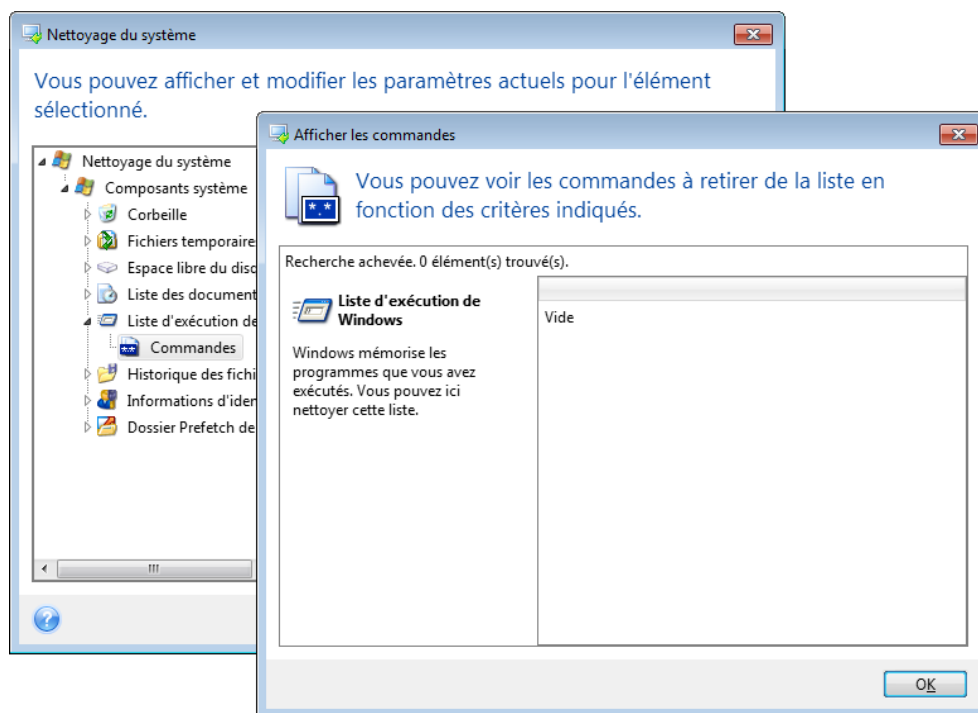 Nettoyage du système
Vous pouvez afficher et modifier les paramètres actuels pour l'élément
sélectionné.
Nettoyage du système
Composants système
Corbeille
Fichiers temporaire
Espace libre du disq
Liste des document
Liste d'exécution de
Commandes
Historique des fichi
Informations d'iden
Dossier Prefetch de
Afficher les commandes
Vous pouvez voir les commandes à retirer de la liste en
fonction des critères indiqués.
Recherche achevée. 0 élément(s) trouvé(s).
Liste d'exécution de
Windows
Windows mémorise les
programmes que vous avez
exécutés. Vous pouvez ici
nettoyer cette liste.
Vide
OK